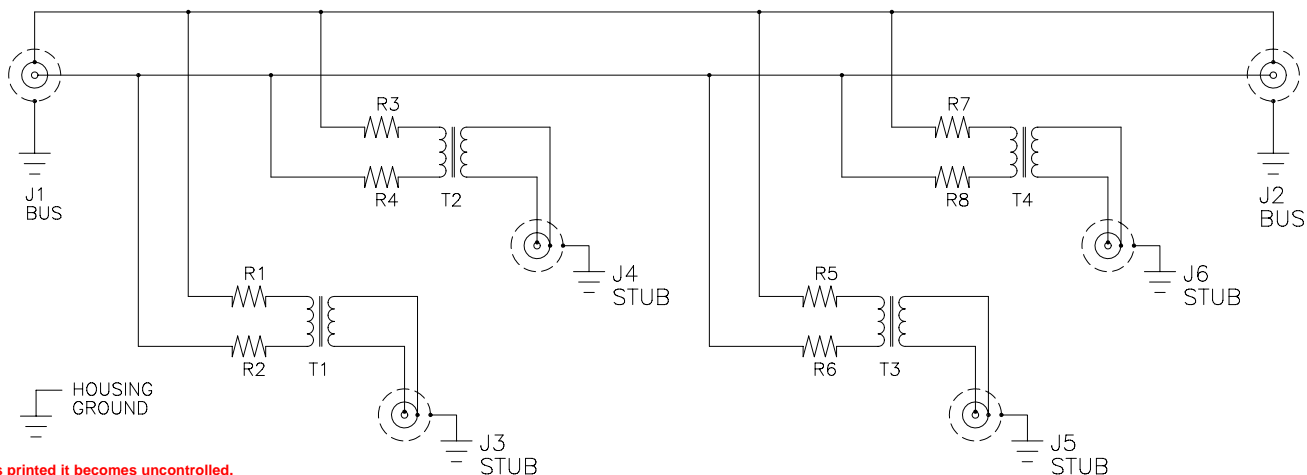 R3
R7
R4
T2
R8
T4
J1
BUS
J2
BUS
R1
J4
STUB
R5
J6
STUB
R2
T1
R6
T3
HOUSING
GROUND
J3
STUB
J5
STUB
s printed it becomes uncontrolled.